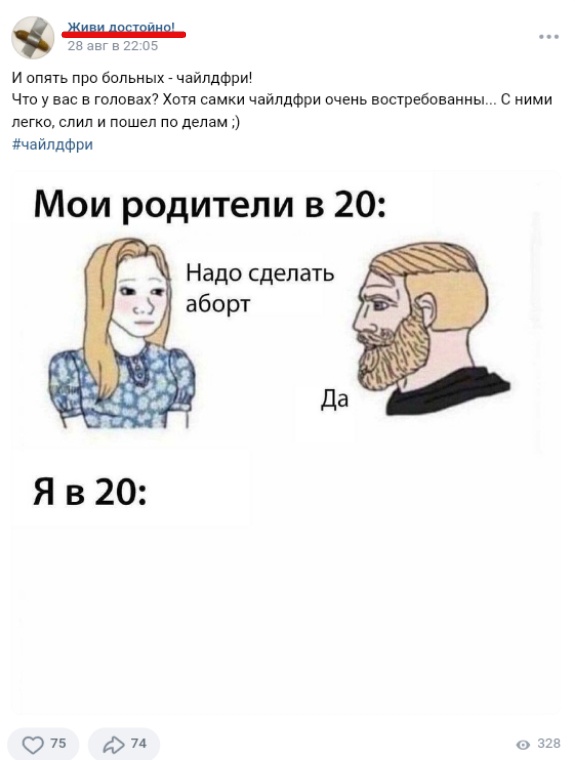 Живи достойно!
28 авг в 22:05
И опять про больных - чайлдфри!
Что у вас в головах? Хотя самки чайлдфри очень востребованны... С ними
легко, слил и пошел по делам ;)
#чайлдфри
Мои родители в 20:
Надо сделать
аборт
Да
Я в 20:
75
74
328